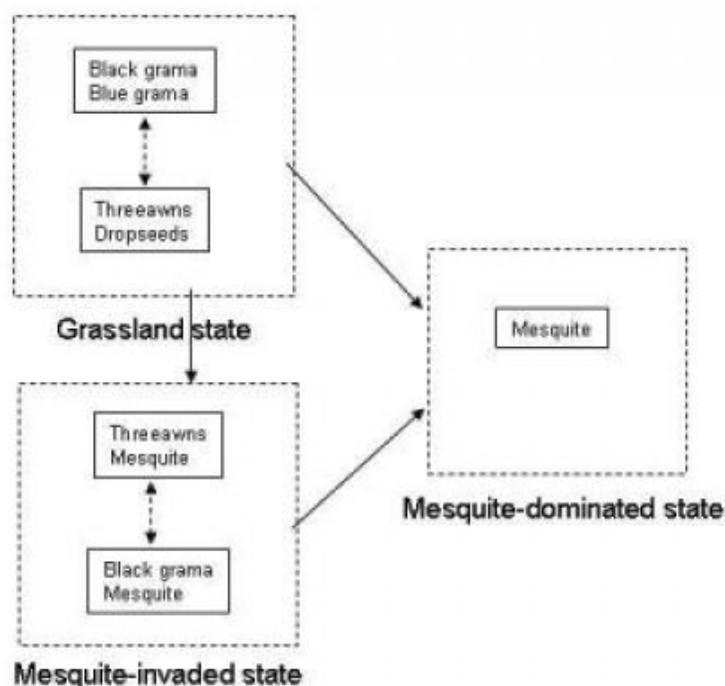 Black grama
Blue grama
Threeawns
Dropseeds
Grassland state
Mesquite
Threeawns
Mesquite
Mesquite-dominated state
Black grama
Mesquite
Mesquite-invaded state